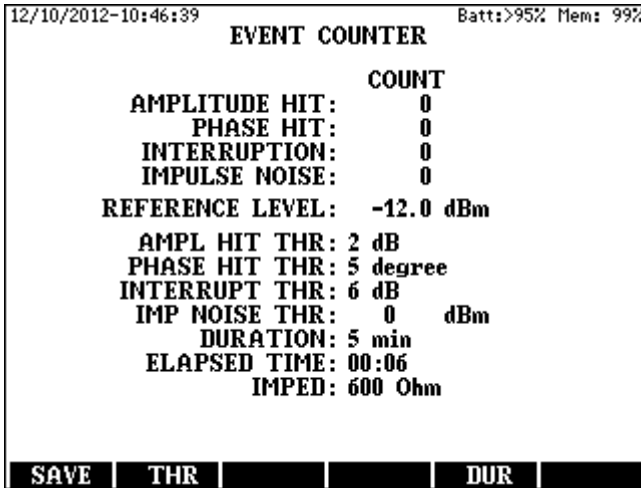 12/10/2012-10:46:39 Batt:>95% Mem: 99%
EVENT COUNTER
COUNT
AMPLITUDE HIT: 0
PHASE HIT: 0
INTERRUPTION: 0
IMPULSE NOISE: 0
REFERENCE LEVEL: -12.0 dBm
AMPL HIT THR: 2 dB
PHASE HIT THR: 5 degree
INTERRUPT THR: 6 dB
IMP NOISE THR: 0 dBm
DURATION: 5 min
ELAPSED TIME: 00:06
IMPED: 600 Ohm
SAVE THR DUR